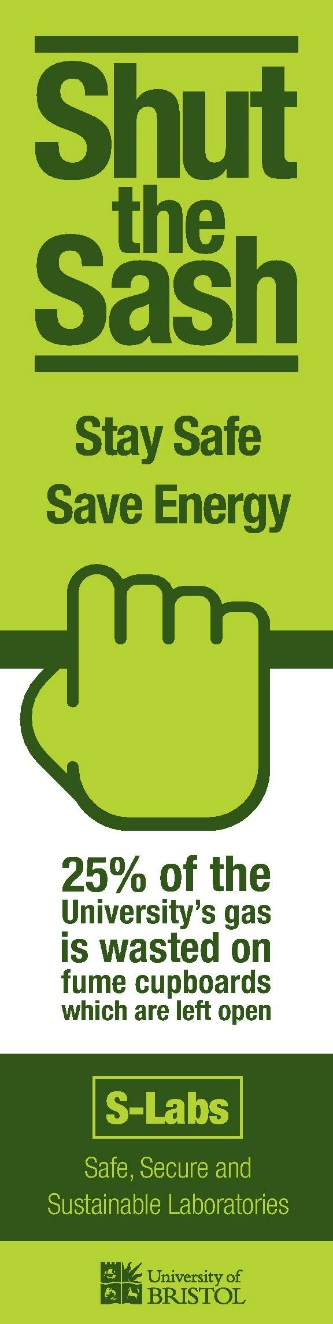 Shut
the
Sash
Stay Safe
Save Energy
25% of the
University's gas
is wasted on
fume cupboards
which are left open
S-Labs
Safe, Secure and
Sustainable Laboratories
University of
BRISTOL